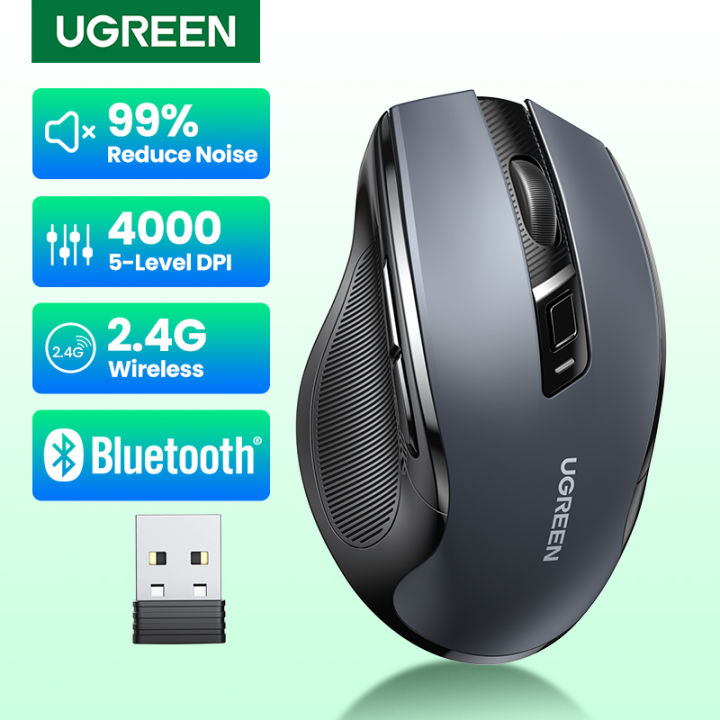 UGREEN
99%
Reduce Noise
4000
5-Level DPI
2.4G
2.4G
Wireless
Bluetooth®
UGREEN